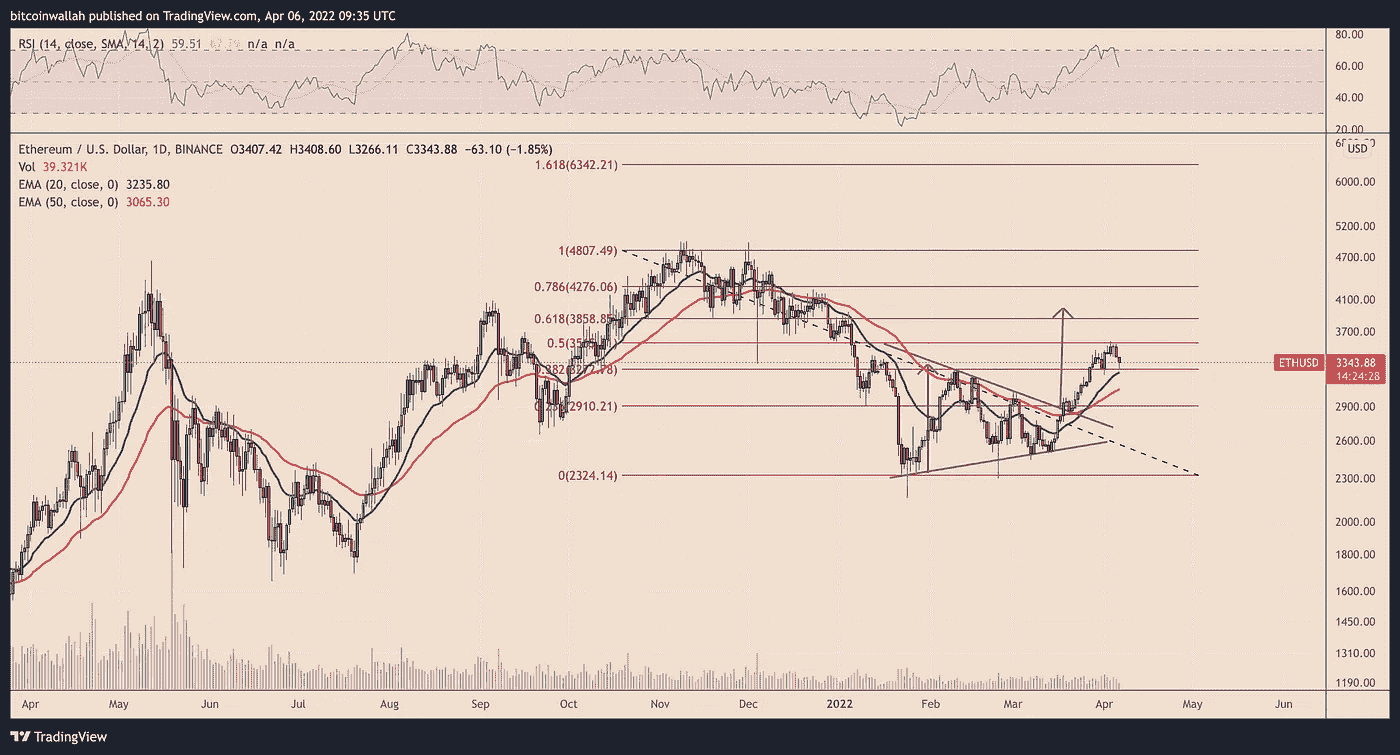 bitcoinwallah published on TradingView.com, Apr 06, 2022 09:35 UTC
RSI (14, close, SMA, 14, 2) 59.51 n/a n/a
80.00
60.00
40.00
20.00
Ethereum / U.S. Dollar, 1D, BINANCE O3407.42 H3408.60 L3266.11 C3343.88 −63.10 (−1.85%)
Vol 39.321K
EMA (20, close, 0) 3235.80
EMA (50, close, 0) 3065.30
USD
1.618(6342.21)
6000.00
5200.00
1(4807.49)
4700.00
0.786(4276.06)
4100.00
0.618(3858.8
3700.00
0.5(35
ETHUSD 3343.88
14:24:28
2910.21)
2900.00
2600.00
0(2324.14)
2300.00
2000.00
1800.00
1600.00
1450.00
1310.00
1190.00
Apr May Jun Jul Aug Sep Oct Nov Dec 2022 Feb Mar Apr May Jun
TradingView